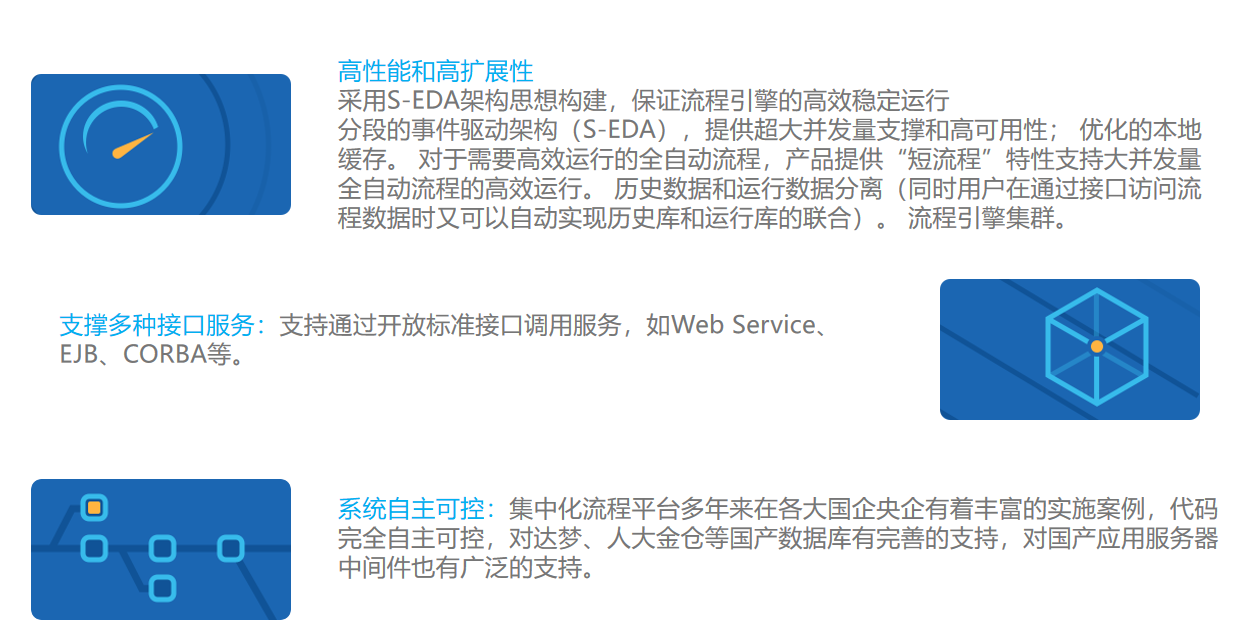 高性能和高扩展性
采用S-EDA架构思想构建，保证流程引擎的高效稳定运行
分段的事件驱动架构（S-EDA），提供超大并发量支撑和高可用性； 优化的本地
缓存。 对于需要高效运行的全自动流程，产品提供“短流程”特性支持大并发量
全自动流程的高效运行。 历史数据和运行数据分离（同时用户在通过接口访问流
程数据时又可以自动实现历史库和运行库的联合）。 流程引擎集群。
支撑多种接口服务：支持通过开放标准接口调用服务，如Web Service、
EJB、CORBA等。
系统自主可控：集中化流程平台多年来在各大国企央企有着丰富的实施案例，代码
完全自主可控，对达梦、人大金仓等国产数据库有完善的支持，对国产应用服务器
中间件也有广泛的支持。